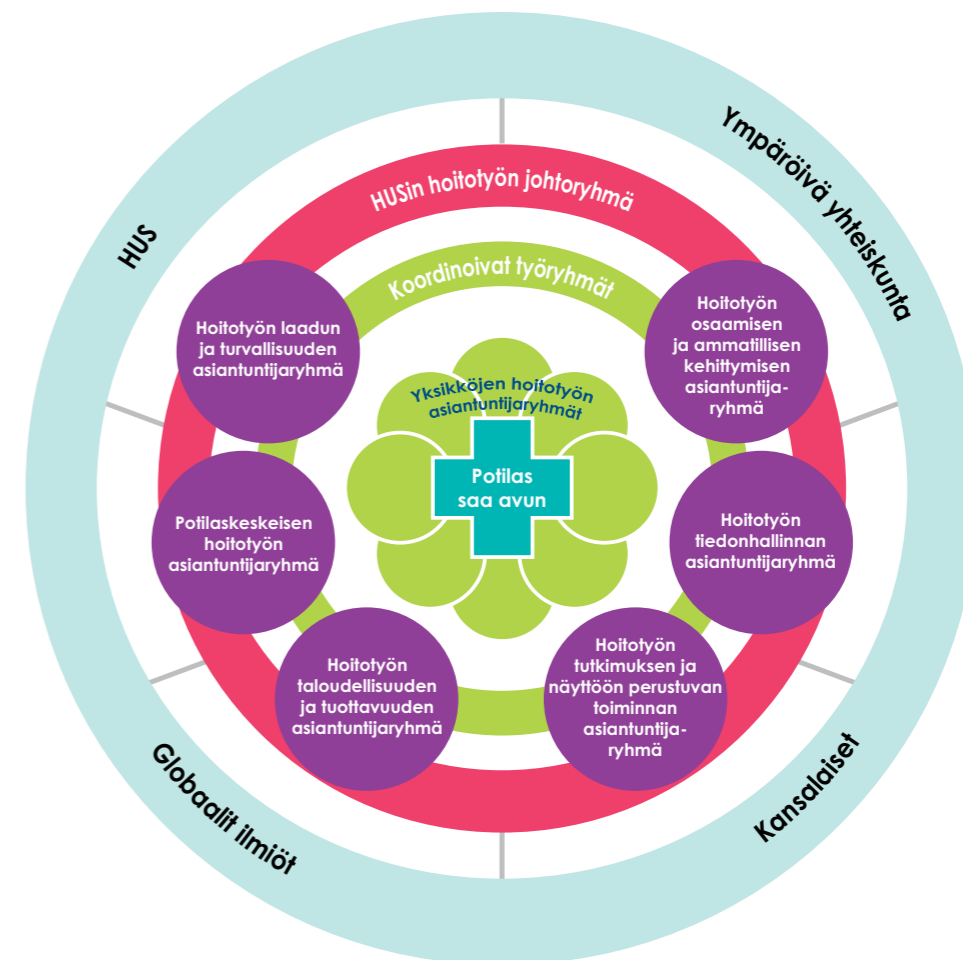 HUS
Ympäröivä yhteiskunta
HUSin hoitotyön johtoryhmä
Koordinoivat työryhmät
Hoitotyön laadun
ja turvallisuuden
asiantuntijaryhmä
Hoitotyön
osaamisen
ja ammatillisen
kehittymisen
asiantuntija-
ryhmä
Yksikköjen hoitotyön
asiantuntijaryhmät
Potilas
saa avun
Potilaskeskeisen
hoitotyön
asiantuntijaryhmä
Hoitotyön
tiedonhallinnan
asiantuntijaryhmä
Hoitotyön
taloudellisuuden
ja tuottavuuden
asiantuntijaryhmä
Hoitotyön
tutkimuksen ja
näyttöön perustuvan
toiminnan
asiantuntija-
ryhmä
Globaalit ilmiöt
Kansalaiset